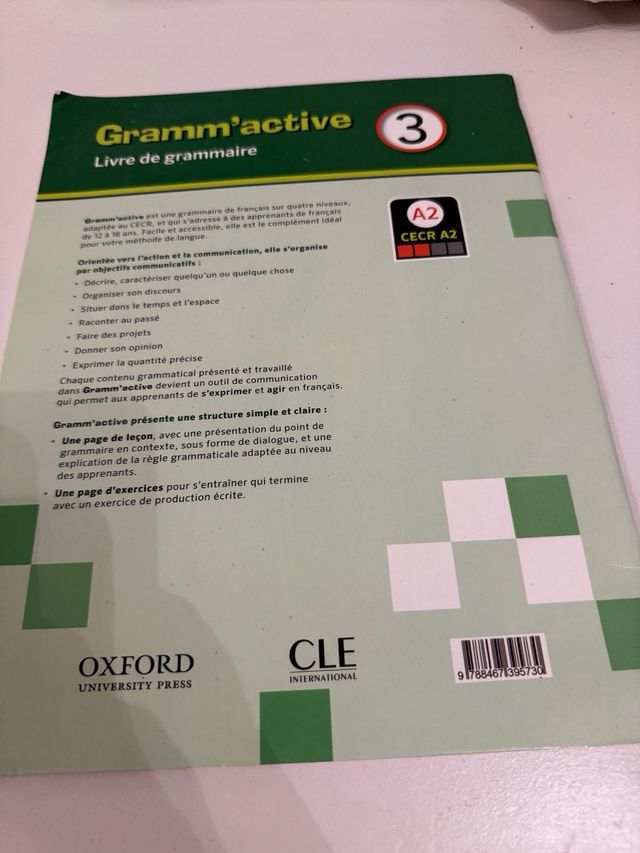 Gramm'active
3
Livre de grammaire
Gramm'active est une grammaire de français sur quatre niveaux,
adaptée au CECR, et qui s'adresse à des apprenants de français
de 12 à 16 ans. Facile et accessible, elle est le complément idéal
pour votre méthode de langue.
A2
CECR A2
Orientée vers l'action et la communication, elle s'organise
par objectifs communicatifs :
• Décrire, caractériser quelqu'un ou quelque chose
• Organiser son discours
• Situer dans le temps et l'espace
• Raconter au passé
• Faire des projets
• Donner son opinion
• Exprimer la quantité précise
Chaque contenu grammatical présenté et travaillé
dans Gramm'active devient un outil de communication
qui permet aux apprenants de s'exprimer et agir en français.
Gramm'active présente une structure simple et claire :
• Une page de leçon, avec une présentation du point de
grammaire en contexte, sous forme de dialogue, et une
explication de la règle grammaticale adaptée au niveau
des apprenants.
• Une page d'exercices pour s'entraîner qui termine
avec un exercice de production écrite.
OXFORD
UNIVERSITY PRESS
CLE
INTERNATIONAL
9 788467 395730